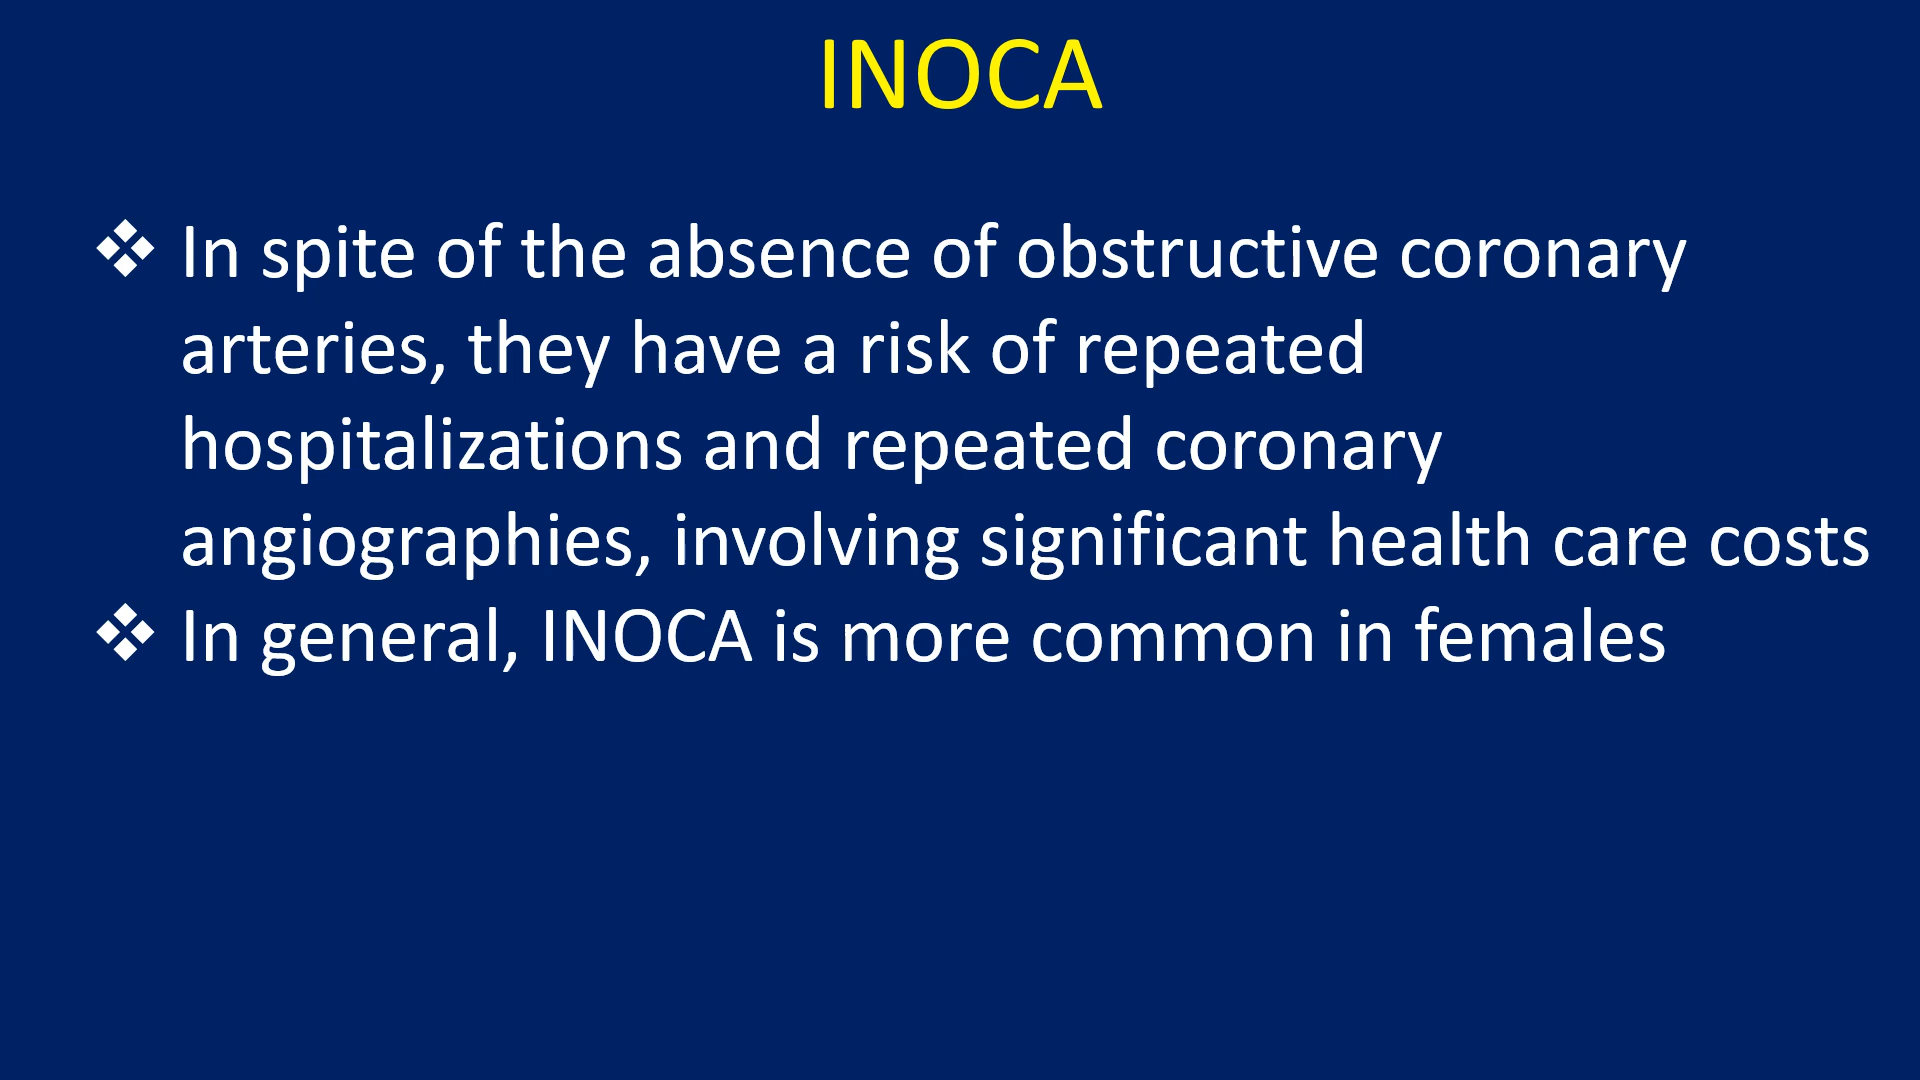 INOCA
❖ In spite of the absence of obstructive coronary
arteries, they have a risk of repeated
hospitalizations and repeated coronary
angiographies, involving significant health care costs
❖ In general, INOCA is more common in females